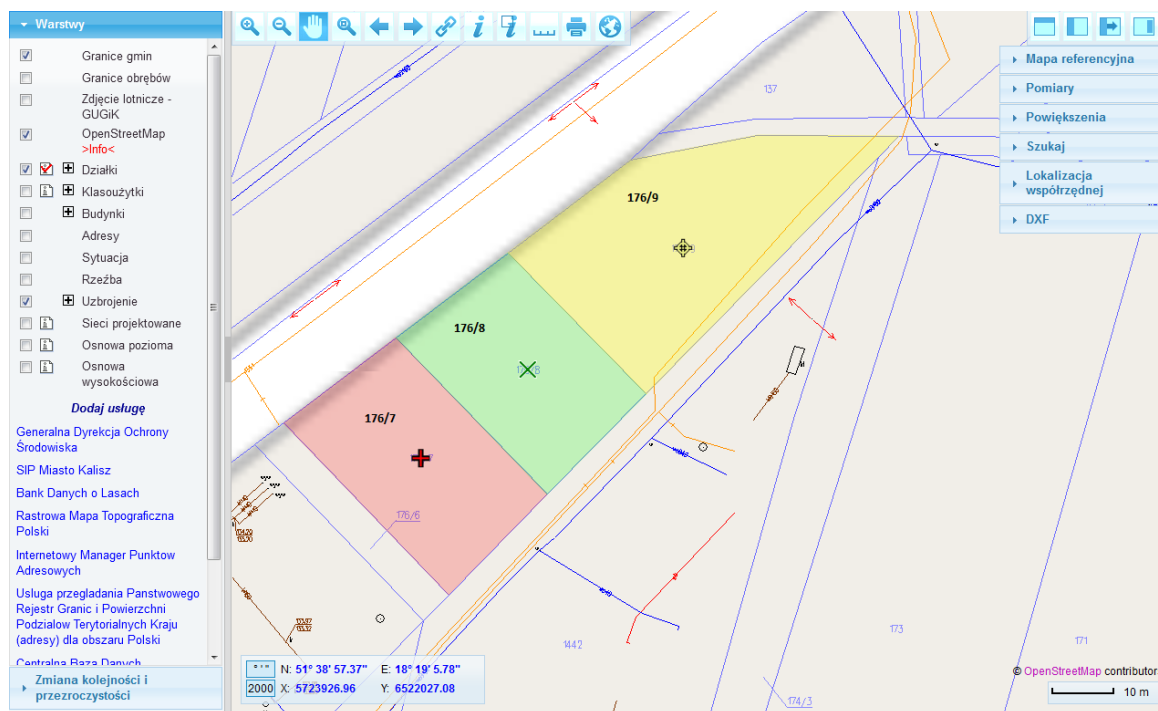 Warstwy
Granice gmin
Granice obrębów
Zdjęcie lotnicze -
GUGiK
OpenStreetMap
>Info<
Działki
Klasoużytki
Budynki
Adresy
Sytuacja
Rzeźba
Uzbrojenie
Sieci projektowane
Osnowa pozioma
Osnowa
wysokościowa
Dodaj usługę
Generalna Dyrekcja Ochrony
Środowiska
SIP Miasto Kalisz
Bank Danych o Lasach
Rastrowa Mapa Topograficzna
Polski
Internetowy Manager Punktow
Adresowych
Usluga przegladania Panstwowego
Rejestr Granic i Powierzchni
Podzialow Terytorialnych Kraju
(adresy) dla obszaru Polski
Centralna Baza Danych
Zmiana kolejności i
przezroczystości
Mapa referencyjna
Pomiary
Powiększenia
Szukaj
Lokalizacja
współrzędnej
DXF
137
176/9
176/8
176/7
176/6
1442
173
171
174/3
° ' " N: 51° 38' 57.37" E: 18° 19' 5.78"
2000 X: 5723926.96 Y: 6522027.08
© OpenStreetMap contributor
10 m